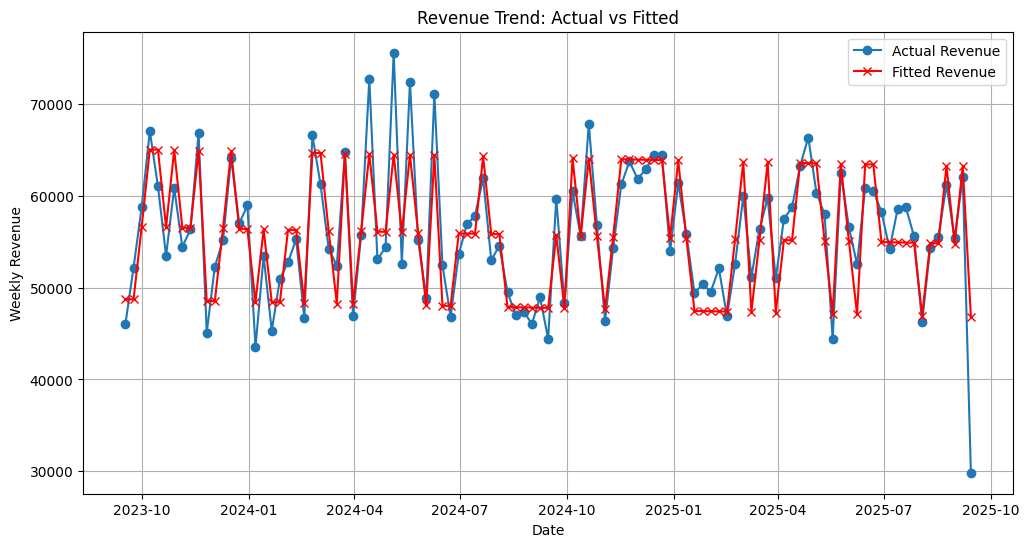 Revenue Trend: Actual vs Fitted
Actual Revenue
Fitted Revenue
Weekly Revenue
70000
60000
50000
40000
30000
2023-10
2024-01
2024-04
2024-07
2024-10
2025-01
2025-04
2025-07
2025-10
Date